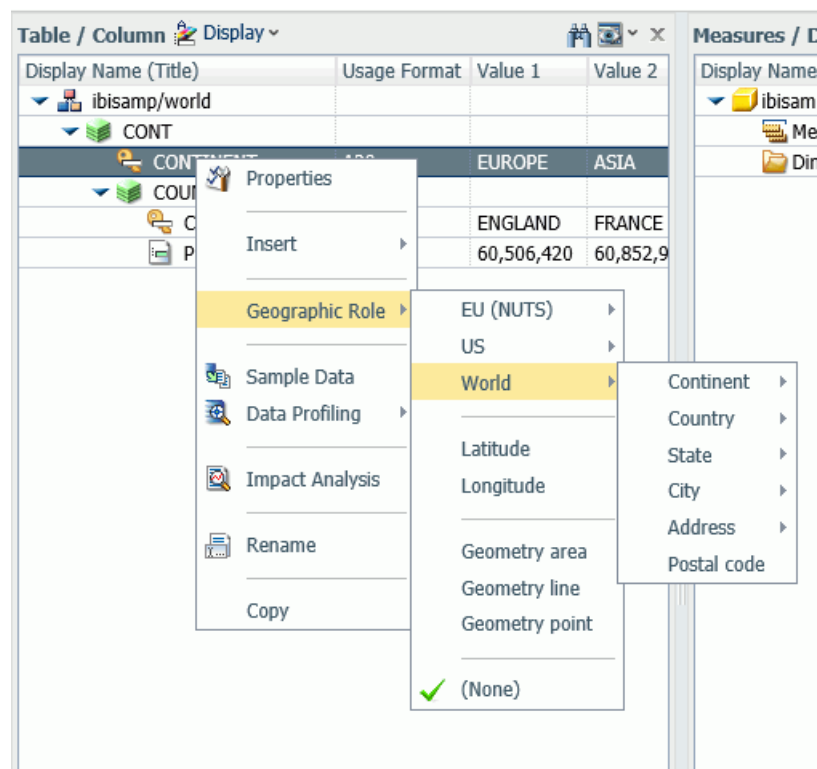 Table / Column Display
Measures / D
Display Name (Title) Usage Format Value 1 Value 2
Display Name
ibisamp/world
ibisam
CONT
Me
CONTINENT EUROPE ASIA
Din
Properties
COU
C ENGLAND FRANCE
P 60,506,420 60,852,9
Insert
Geographic Role
EU (NUTS)
US
World
Sample Data
Data Profiling
Continent
Country
State
City
Address
Postal code
Latitude
Longitude
Impact Analysis
Rename
Geometry area
Geometry line
Geometry point
Copy
(None)